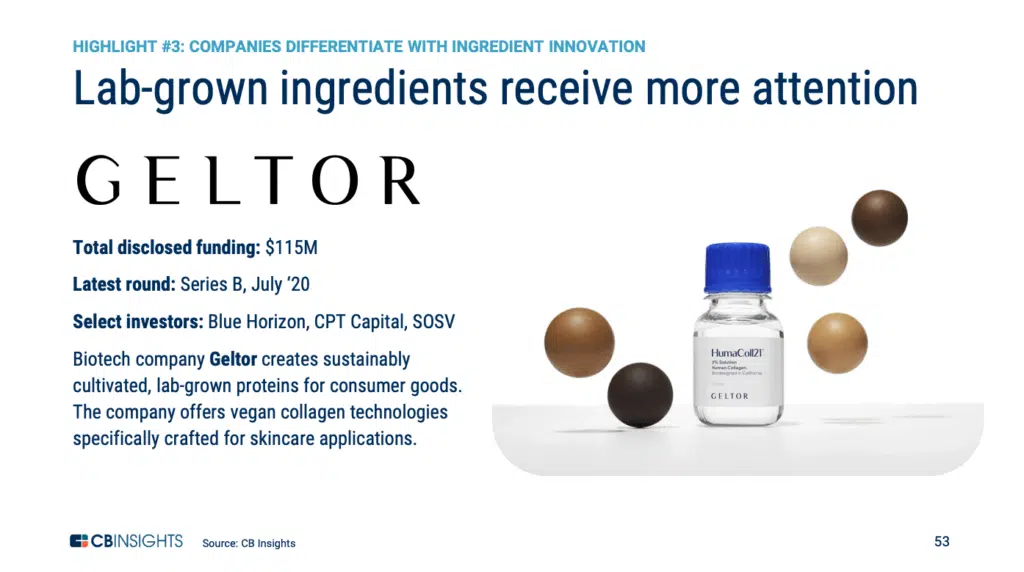 HIGHLIGHT #3: COMPANIES DIFFERENTIATE WITH INGREDIENT INNOVATION
Lab-grown ingredients receive more attention
GELTOR
Total disclosed funding: $115M
Latest round: Series B, July ‘20
Select investors: Blue Horizon, CPT Capital, SOSV
Biotech company Geltor creates sustainably
cultivated, lab-grown proteins for consumer goods.
The company offers vegan collagen technologies
specifically crafted for skincare applications.
HumaColl21™
Human Collagen
GELTOR
CBINSIGHTS
Source: CB Insights
53